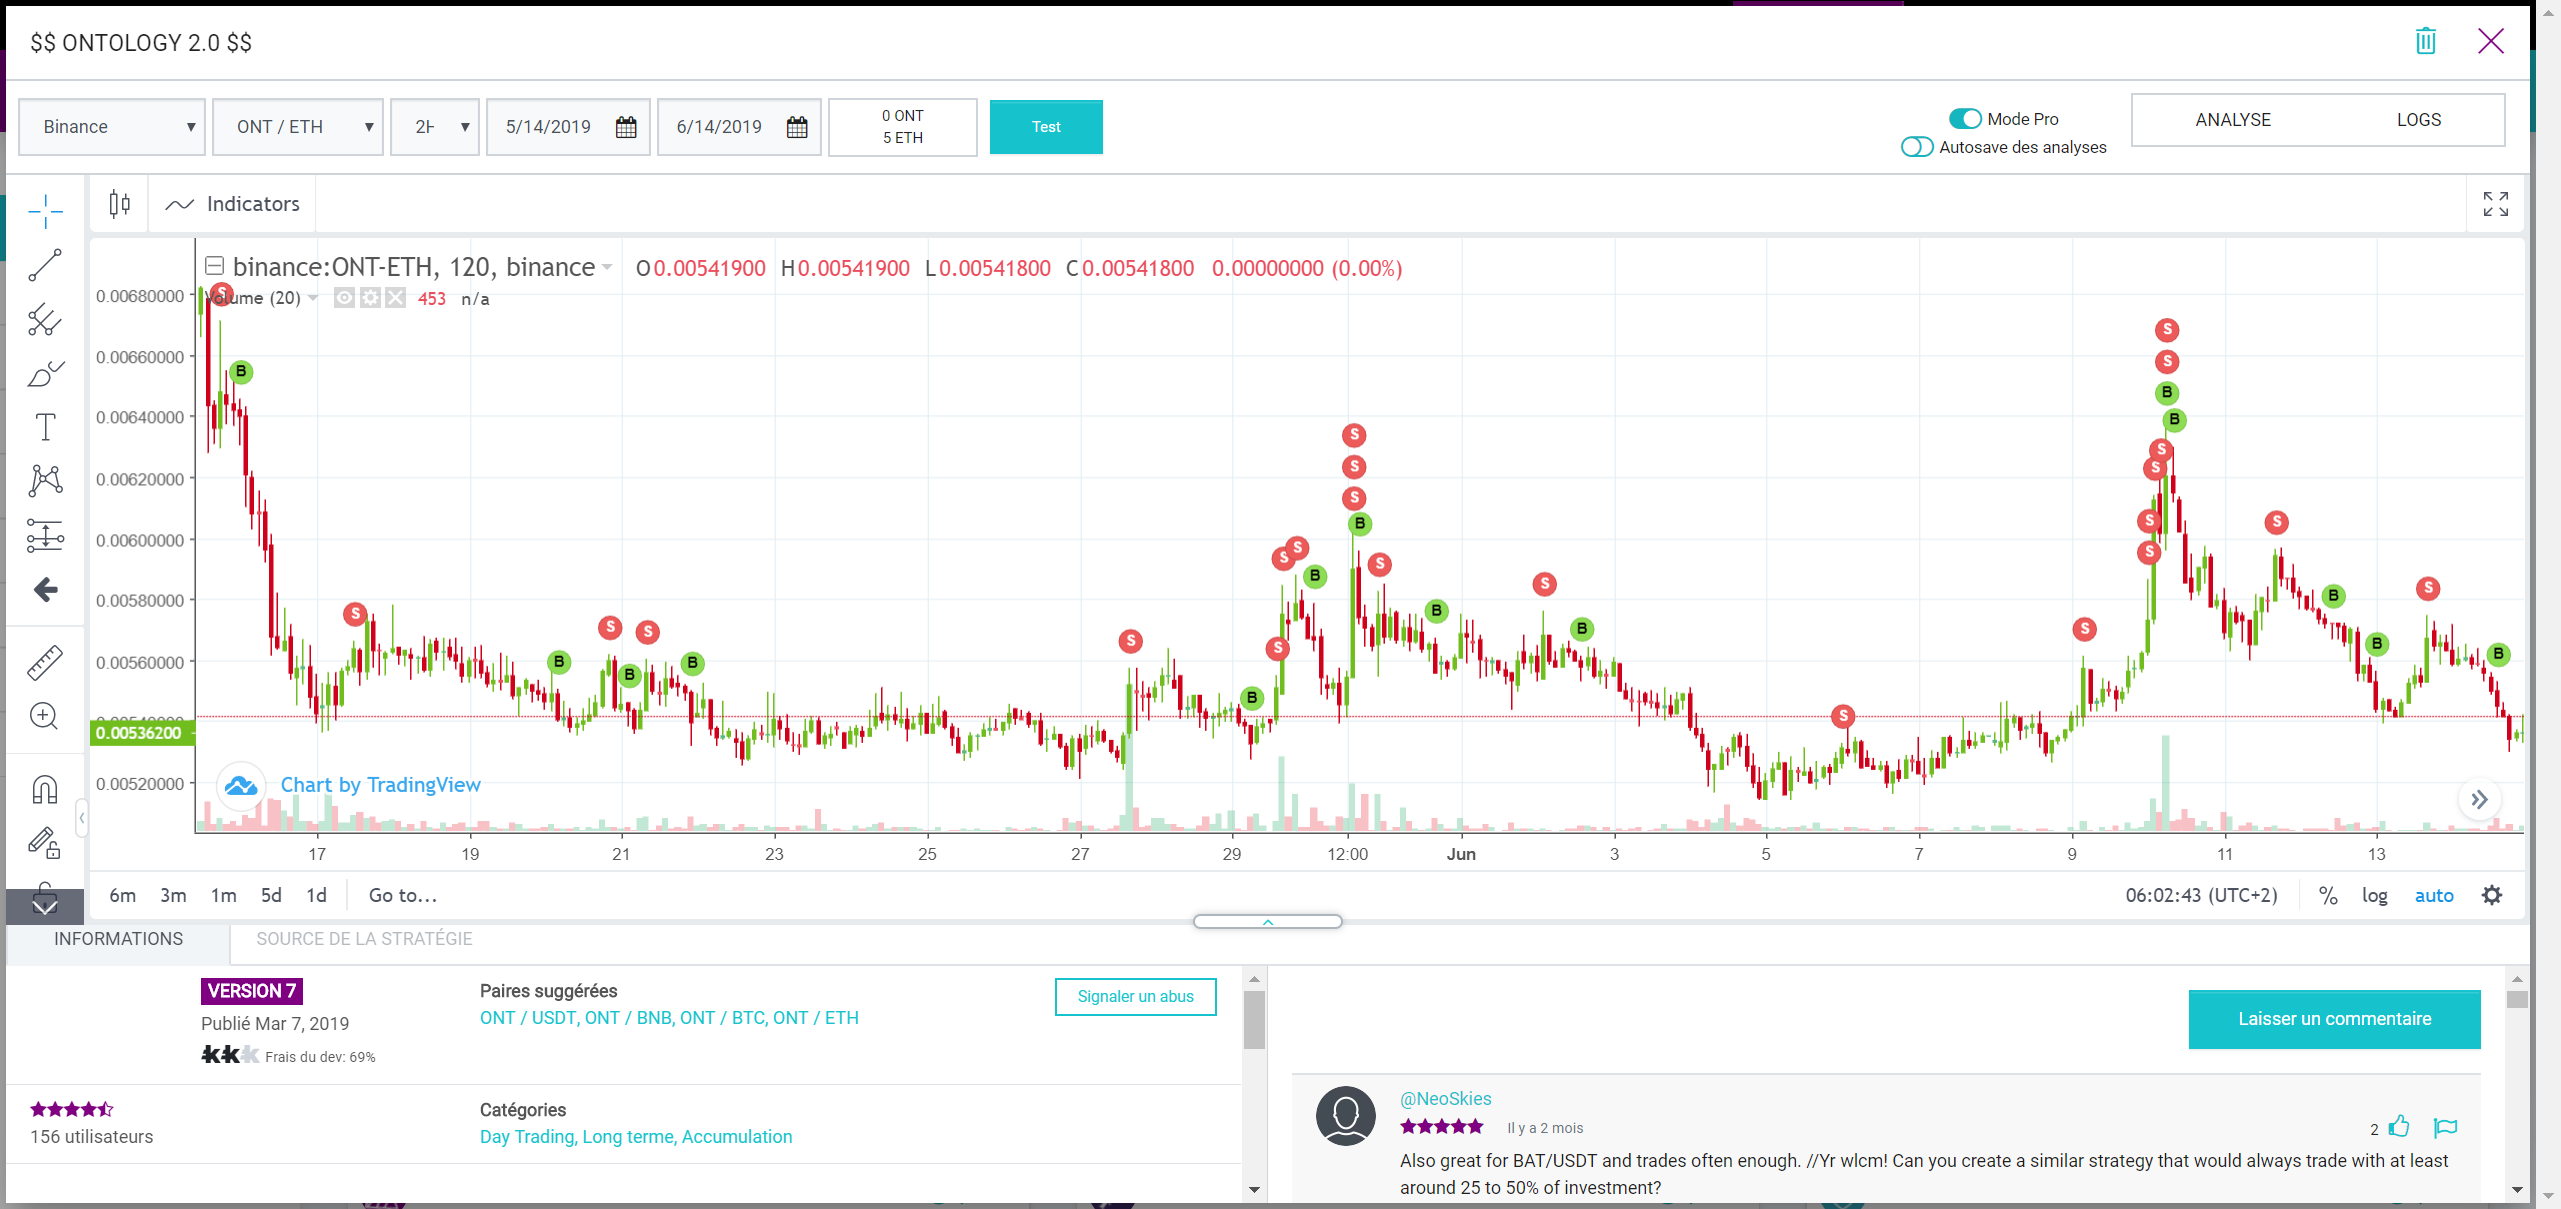 $$ ONTOLOGY 2.0 $$
Binance ONT / ETH 2H 5/14/2019 6/14/2019 0 ONT
5 ETH
Test
Mode Pro
Autosave des analyses
ANALYSE LOGS
Indicators
binance:ONT-ETH, 120, binance O0.00541900 H0.00541900 L0.00541800 C0.00541800 0.00000000 (0.00%)
Volume (20) 453 n/a
0.00680000
0.00660000
0.00640000
0.00620000
0.00600000
0.00580000
0.00560000
0.00540000
0.00536200
0.00520000
S
B
S
B
S
B
S
B
S
B
S
S
S
B
S
S
S
B
S
B
S
B
S
S
S
S
B
B
S
S
S
S
S
B
B
S
B
Chart by TradingView
17 19 21 23 25 27 29 12:00 Jun 3 5 7 9 11 13
6m 3m 1m 5d 1d Go to... 06:02:43 (UTC+2) % log auto
INFORMATIONS SOURCE DE LA STRATÉGIE
VERSION 7
Publié Mar 7, 2019
Frais du dev: 69%
Paires suggérées
ONT / USDT, ONT / BNB, ONT / BTC, ONT / ETH
Signaler un abus
156 utilisateurs
Catégories
Day Trading, Long terme, Accumulation
Laisser un commentaire
@NeoSkies
Il y a 2 mois
2
Also great for BAT/USDT and trades often enough. //Yr wlcm! Can you create a similar strategy that would always trade with at least
around 25 to 50% of investment?